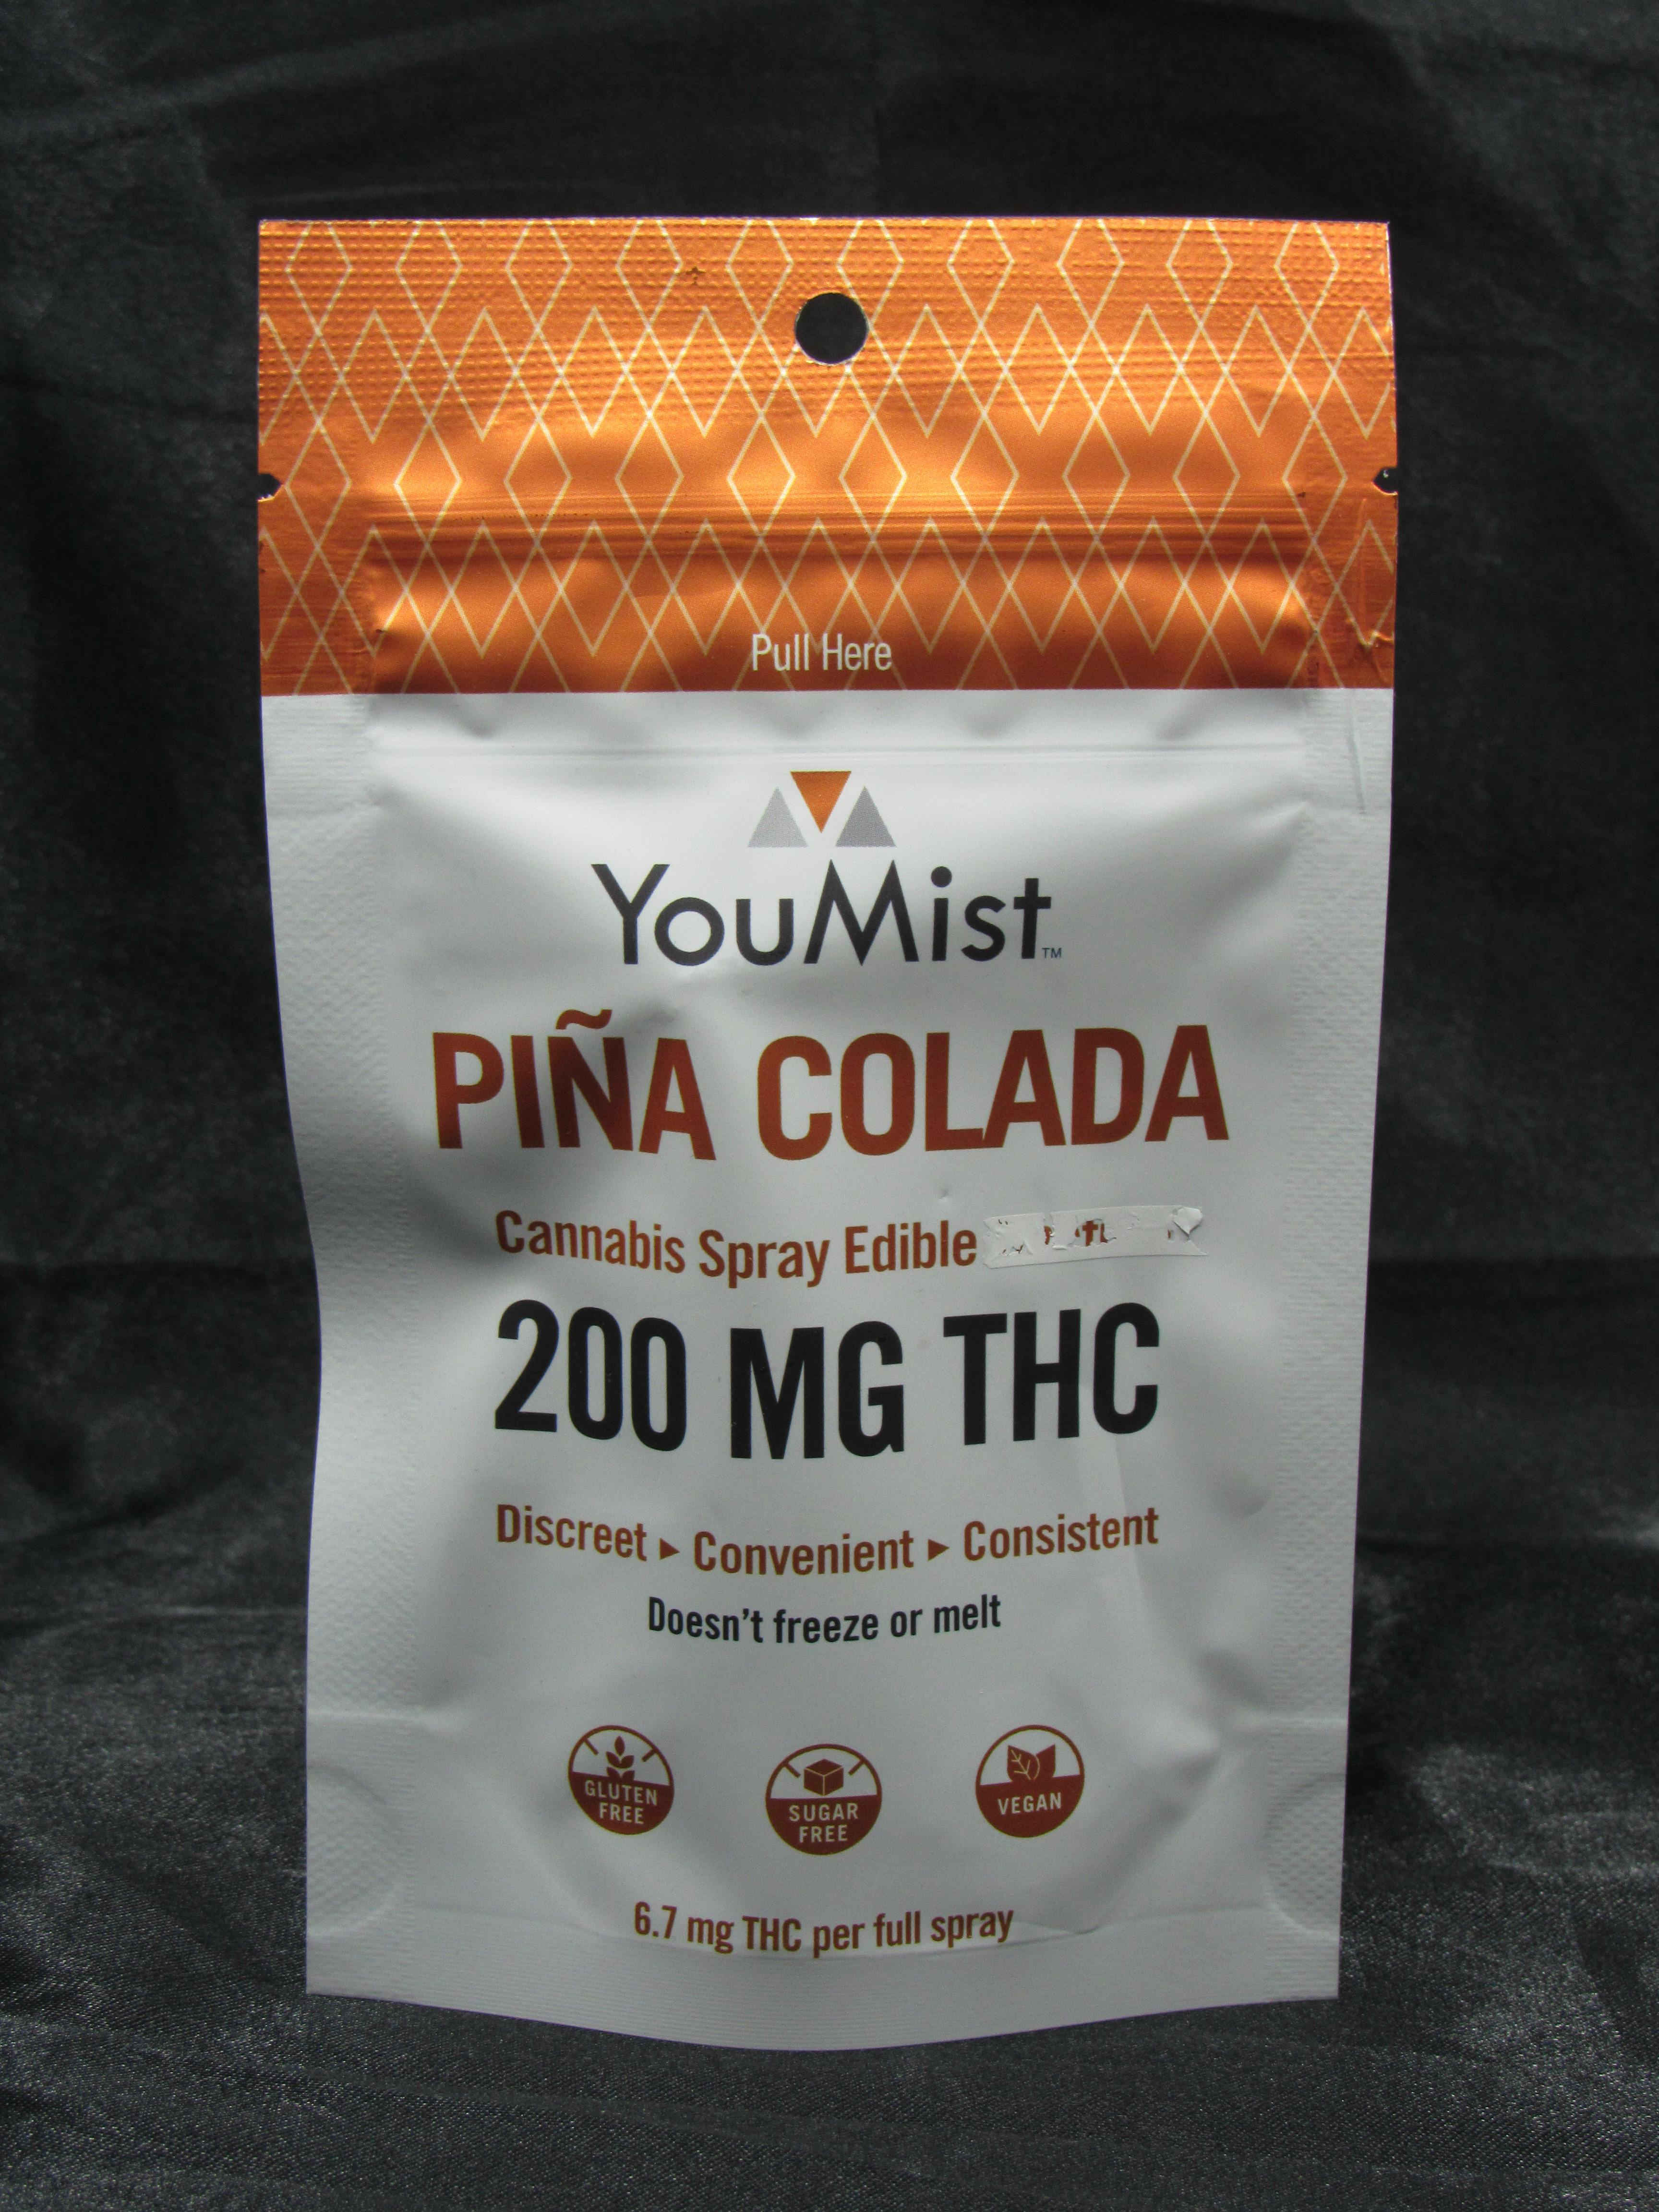 Pull Here
YouMist™
PIÑA COLADA
Cannabis Spray Edible
200 MG THC
Discreet ▸ Convenient ▸ Consistent
Doesn't freeze or melt
GLUTEN
FREE
SUGAR
FREE
VEGAN
6.7 mg THC per full spray